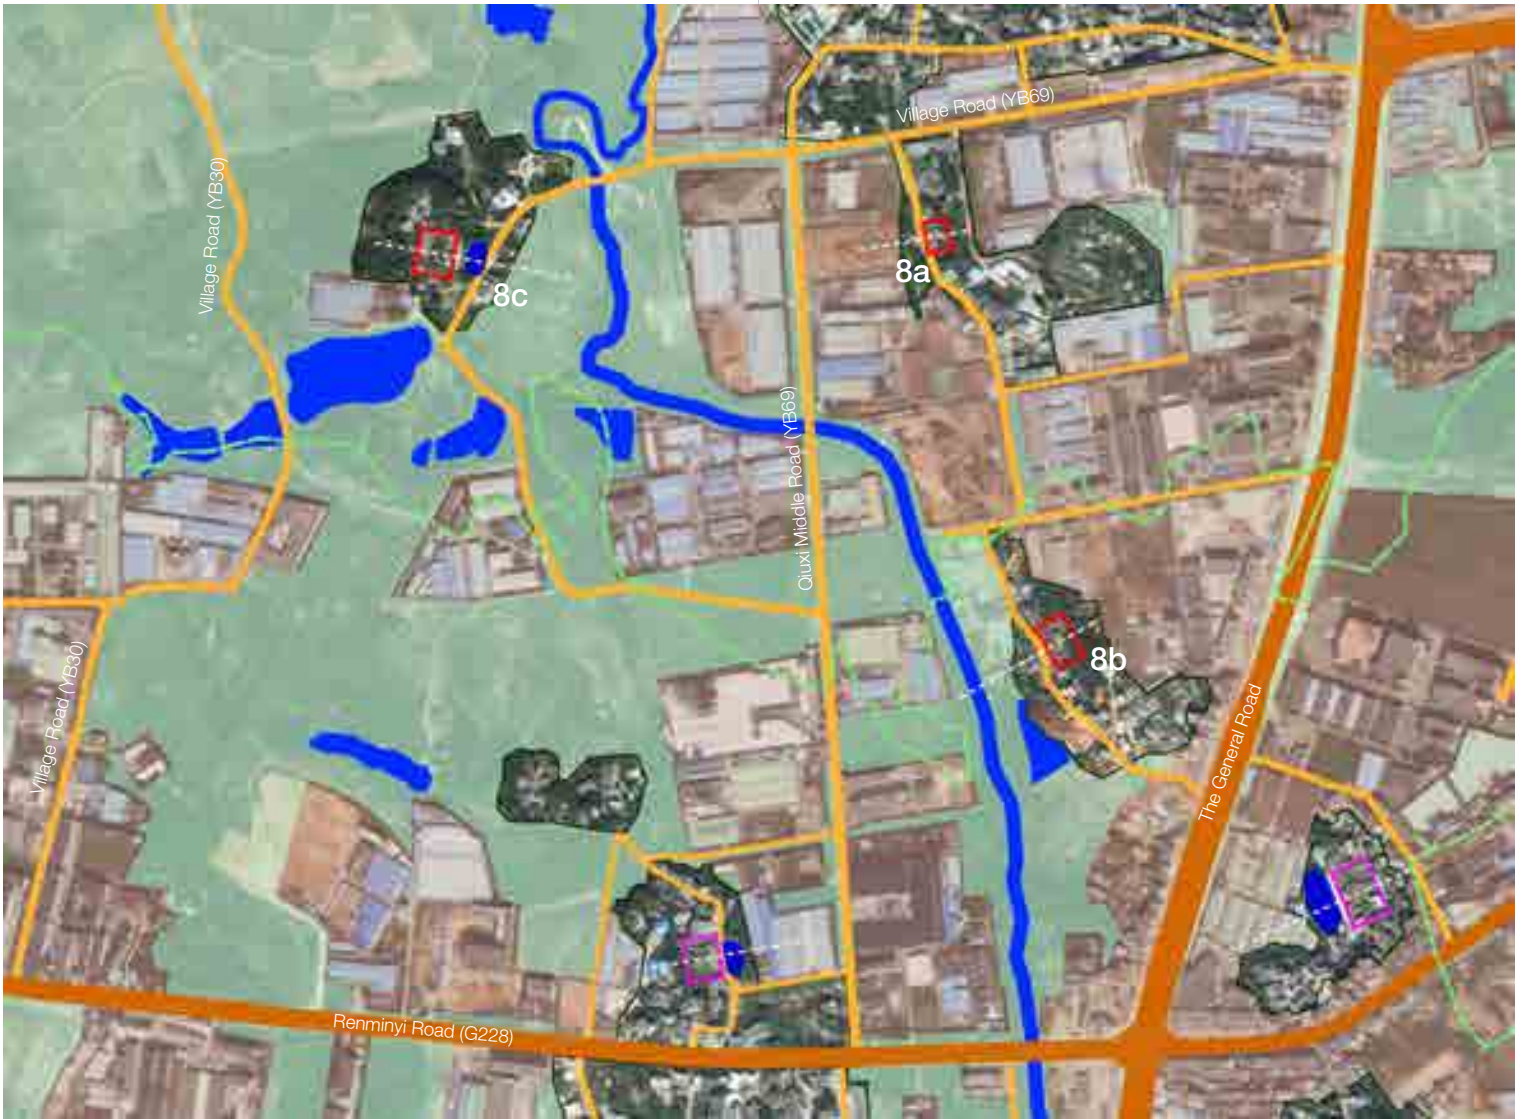 Village Road (YB69)
Village Road (YB30)
8a
8c
Qiuxi Middle Road (YB69)
8b
Village Road (YB30)
The General Road
Renminyi Road (G228)